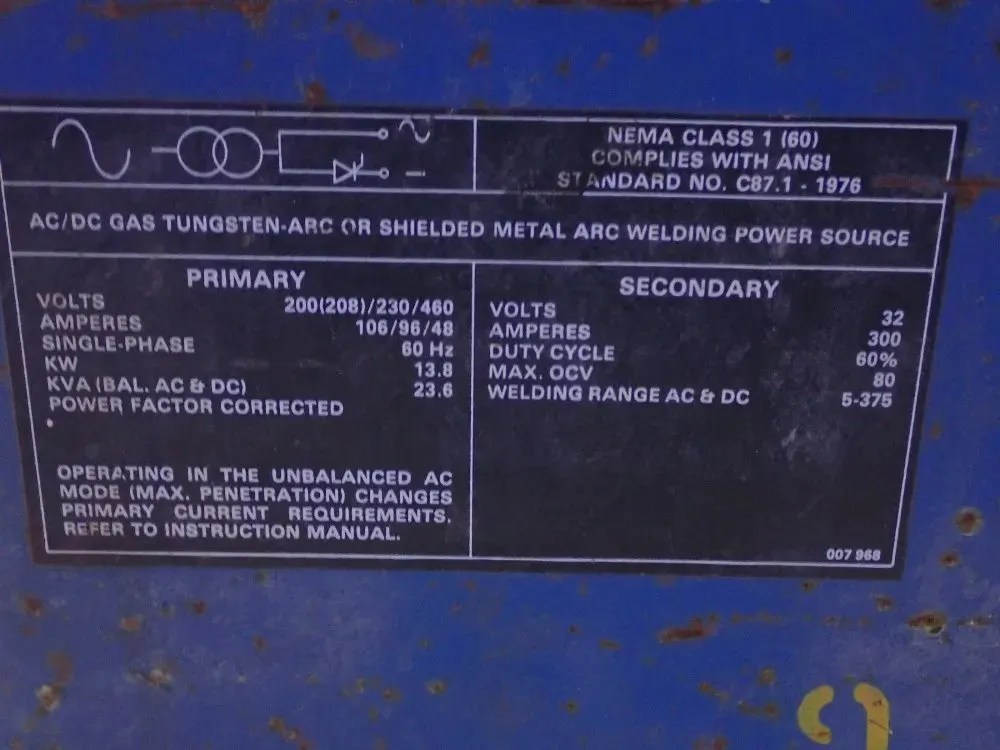 NEMA CLASS 1 (60)
COMPLIES WITH ANSI
STANDARD NO. C87.1 - 1976
AC/DC GAS TUNGSTEN-ARC OR SHIELDED METAL ARC WELDING POWER SOURCE
PRIMARY
VOLTS 200(208)/230/460
AMPERES 106/96/48
SINGLE-PHASE 60 Hz
KW 13.8
KVA (BAL. AC & DC) 23.6
POWER FACTOR CORRECTED
OPERATING IN THE UNBALANCED AC
MODE (MAX. PENETRATION) CHANGES
PRIMARY CURRENT REQUIREMENTS.
REFER TO INSTRUCTION MANUAL.
SECONDARY
VOLTS 32
AMPERES 300
DUTY CYCLE 60%
MAX. OCV 80
WELDING RANGE AC & DC 5-375
007 968